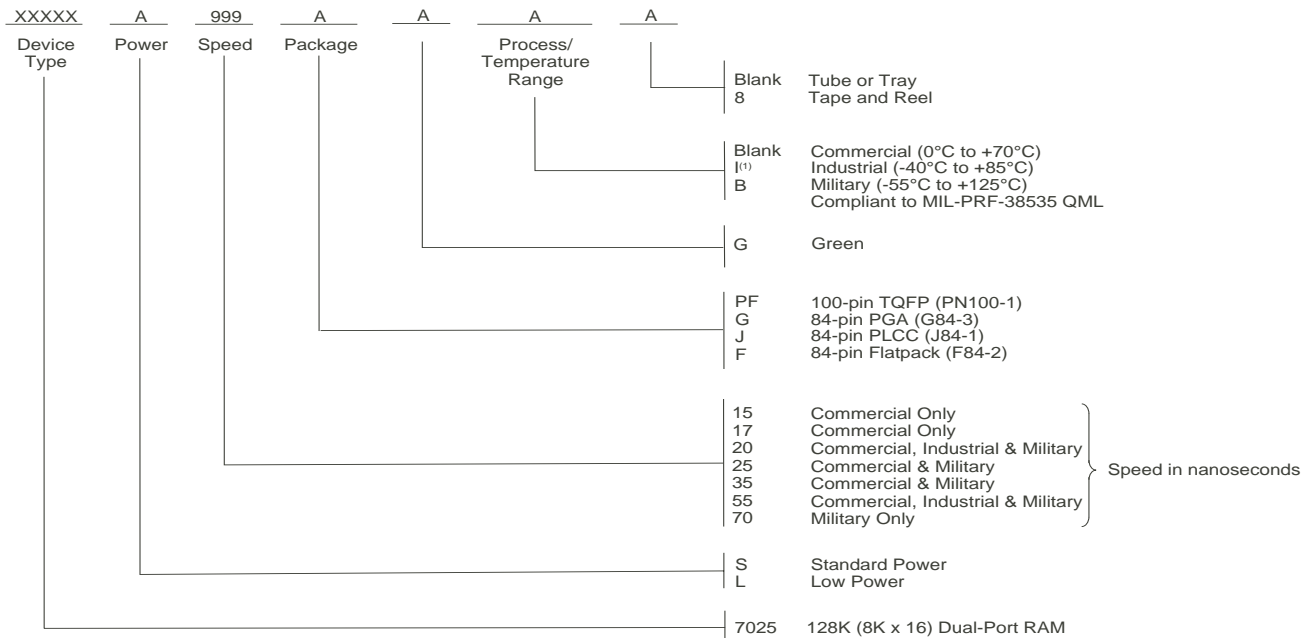 XXXXX A 999 A A A A
Device Type Power Speed Package Process/ Temperature Range
Blank Tube or Tray
8 Tape and Reel
Blank Commercial (0°C to +70°C)
I(1) Industrial (-40°C to +85°C)
B Military (-55°C to +125°C)
Compliant to MIL-PRF-38535 QML
G Green
PF 100-pin TQFP (PN100-1)
G 84-pin PGA (G84-3)
J 84-pin PLCC (J84-1)
F 84-pin Flatpack (F84-2)
15 Commercial Only
17 Commercial Only
20 Commercial, Industrial & Military
25 Commercial & Military
35 Commercial & Military
55 Commercial, Industrial & Military
70 Military Only
Speed in nanoseconds
S Standard Power
L Low Power
7025 128K (8K x 16) Dual-Port RAM